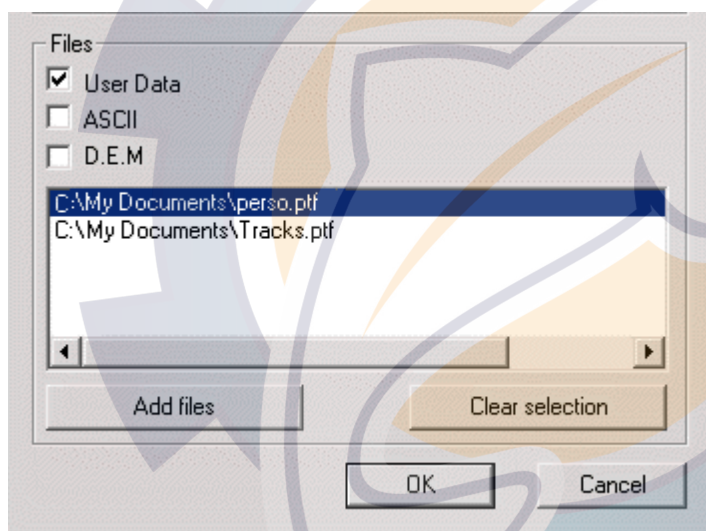 Files
User Data
ASCII
D.E.M
C:\My Documents\perso.ptf
C:\My Documents\Tracks.ptf
Add files
Clear selection
OK
Cancel